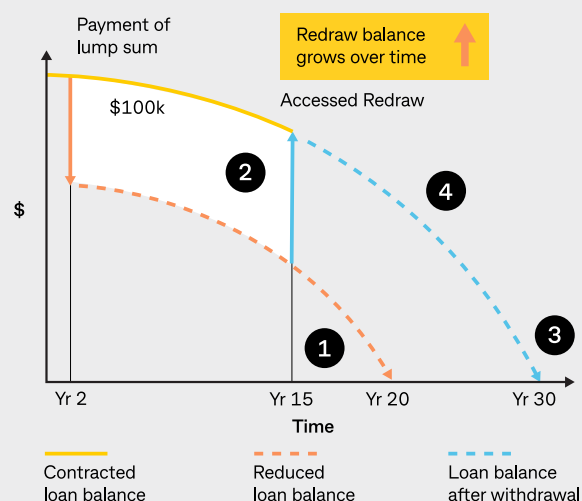 Payment of
lump sum
Redraw balance
grows over time
Accessed Redraw
$100k
2
4
$
1
3
Yr 2
Yr 15
Yr 20
Yr 30
Time
Contracted
loan balance
Reduced
loan balance
Loan balance
after withdrawal